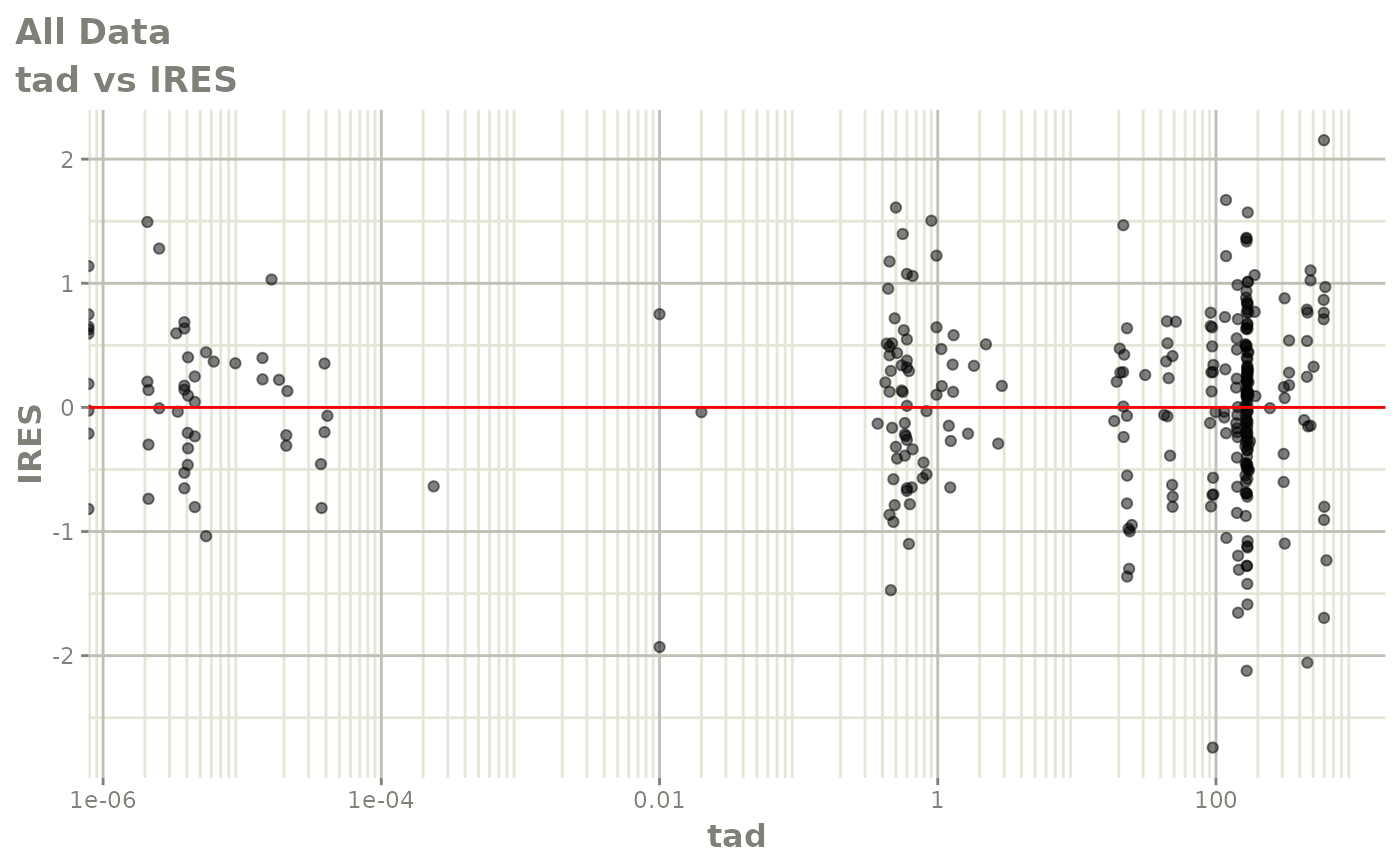 All Data
tad vs IRES
2
1
0
-1
-2
IRES
1e-06
1e-04
0.01
1
100
tad